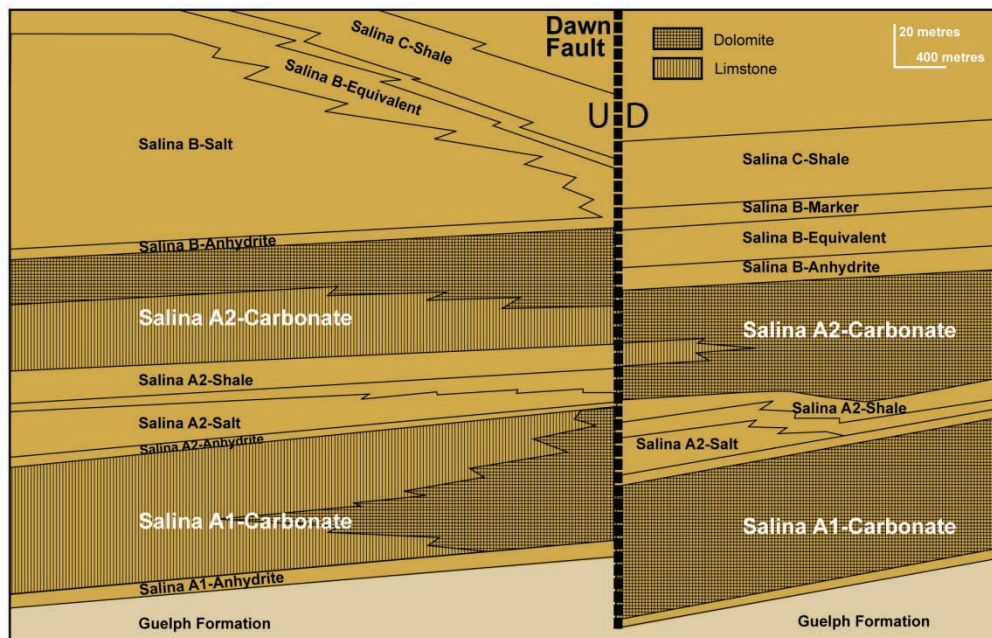 Dawn
Fault
Dolomite
Limstone
20 metres
400 metres
U D
Salina C-Shale
Salina B-Equivalent
Salina B-Salt
Salina B-Anhydrite
Salina A2-Carbonate
Salina A2-Shale
Salina A2-Salt
Salina A2-Anhydrite
Salina A1-Carbonate
Salina A1-Anhydrite
Guelph Formation
Salina C-Shale
Salina B-Marker
Salina B-Equivalent
Salina B-Anhydrite
Salina A2-Carbonate
Salina A2-Shale
Salina A2-Salt
Salina A1-Carbonate
Guelph Formation